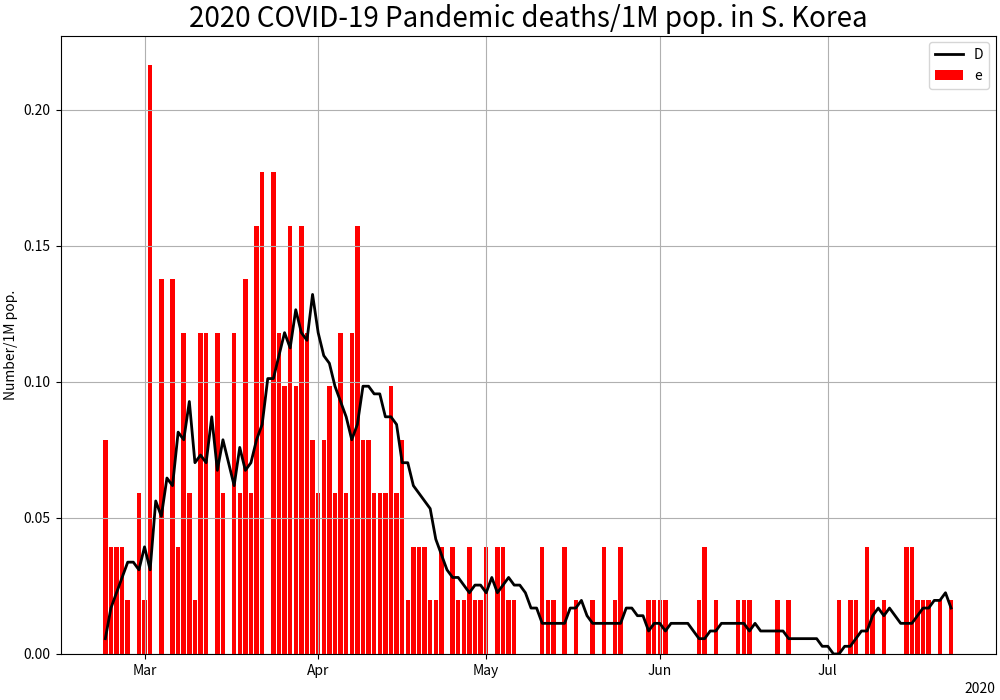 2020 COVID-19 Pandemic deaths/1M pop. in S. Korea
D
e
Number/1M pop.
0.20
0.15
0.10
0.05
0.00
Mar Apr May Jun Jul
2020